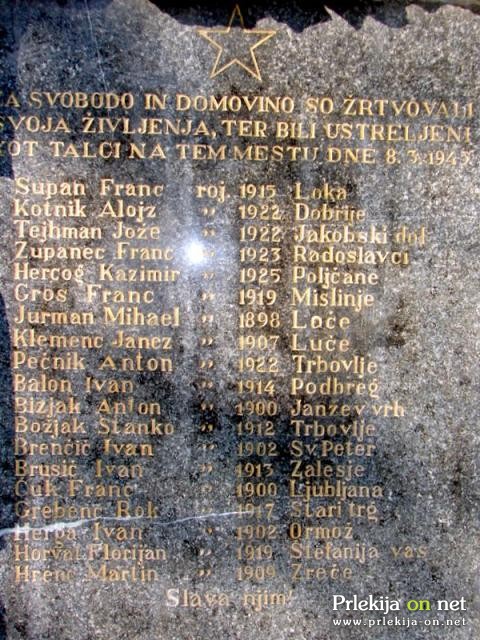 A SVOBODO IN DOMOVINO SO ŽRTVOVALI
SVOJA ŽIVLJENJA, TER BILI USTRELJENI
KOT TALCI NA TEM MESTU DNE 8. 3. 1945
Supan Franc roj. 1915 Loka
Kotnik Alojz " 1922 Dobrije
Tejhman Jože " 1922 Jakobski dol
Zupanec Franc " 1923 Radoslavci
Hercog Kazimir " 1925 Poljčane
Gros Franc " 1919 Mislinje
Jurman Mihael " 1898 Loče
Klemenc Janez " 1907 Luče
Pečnik Anton " 1922 Trbovlje
Balon Ivan " 1914 Podbreg
Bizjak Anton " 1900 Janžev vrh
Božjak Stanko " 1912 Trbovlje
Brenčič Ivan " 1902 Sv. Peter
Brusič Ivan " 1913 Zalesje
Čuk Franc " 1900 Ljubljana
Grebenc Rok " 1917 Stari trg
Herga Ivan " 1902 Ormož
Horvat Florijan " 1919 Štefanija vas
Hrenc Martin " 1909 Zreče
Slava njim!
Prlekija on net
www.prlekija-on.net